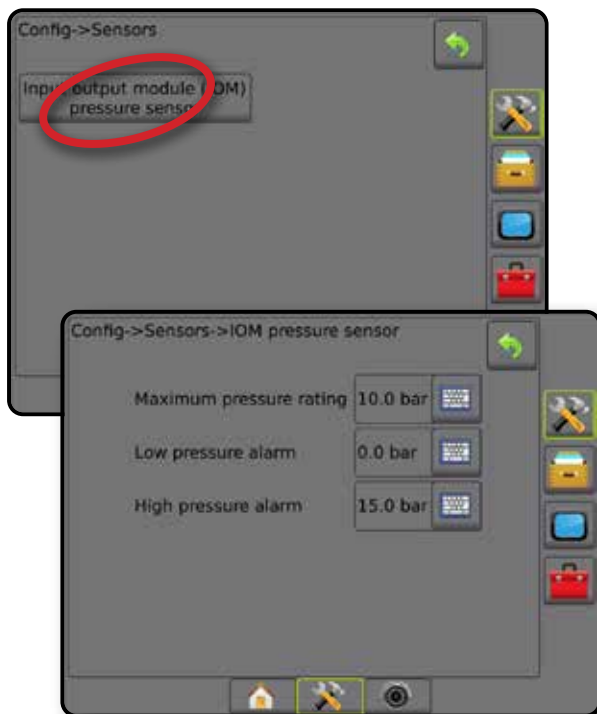 Config->Sensors
Input output module (IOM)
pressure sensor
Config->Sensors->IOM pressure sensor
Maximum pressure rating 10.0 bar
Low pressure alarm 0.0 bar
High pressure alarm 15.0 bar